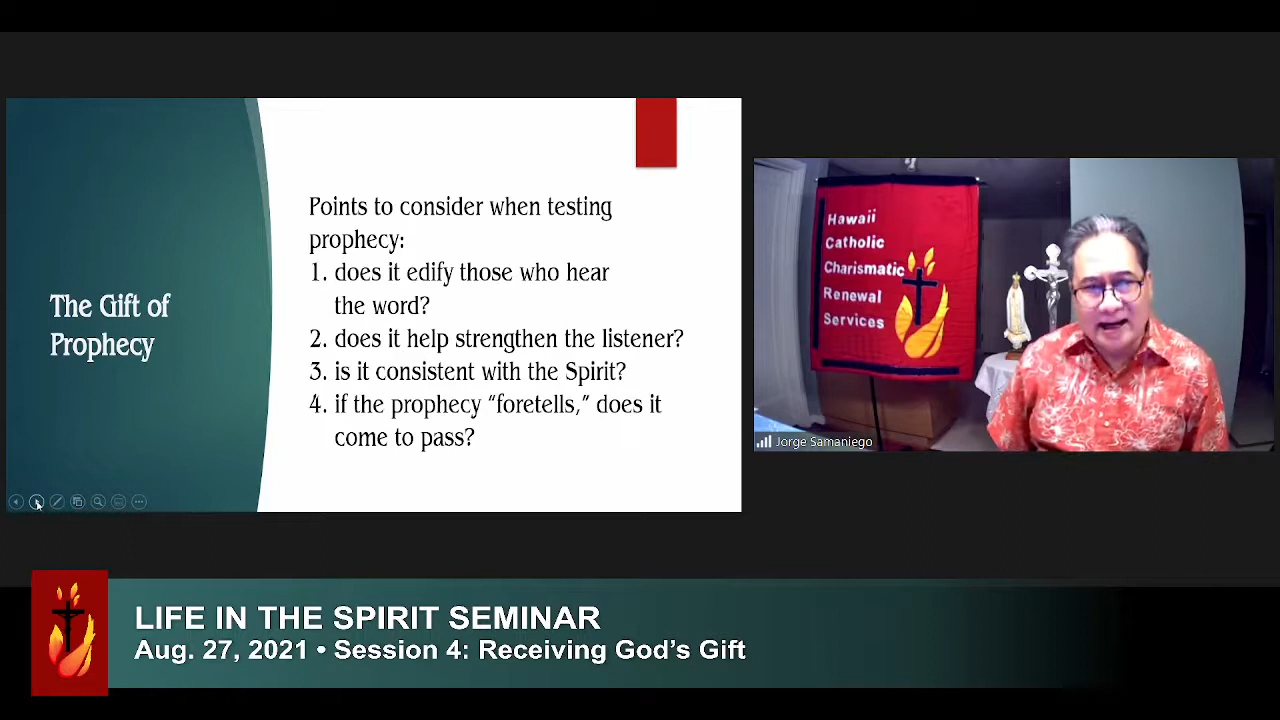 The Gift of
Prophecy
Points to consider when testing
prophecy:
1. does it edify those who hear
the word?
2. does it help strengthen the listener?
3. is it consistent with the Spirit?
4. if the prophecy “foretells,” does it
come to pass?
Hawaii
Catholic
Charismatic
Renewal
Services
Jorge Samaniego
LIFE IN THE SPIRIT SEMINAR
Aug. 27, 2021 • Session 4: Receiving God’s Gift